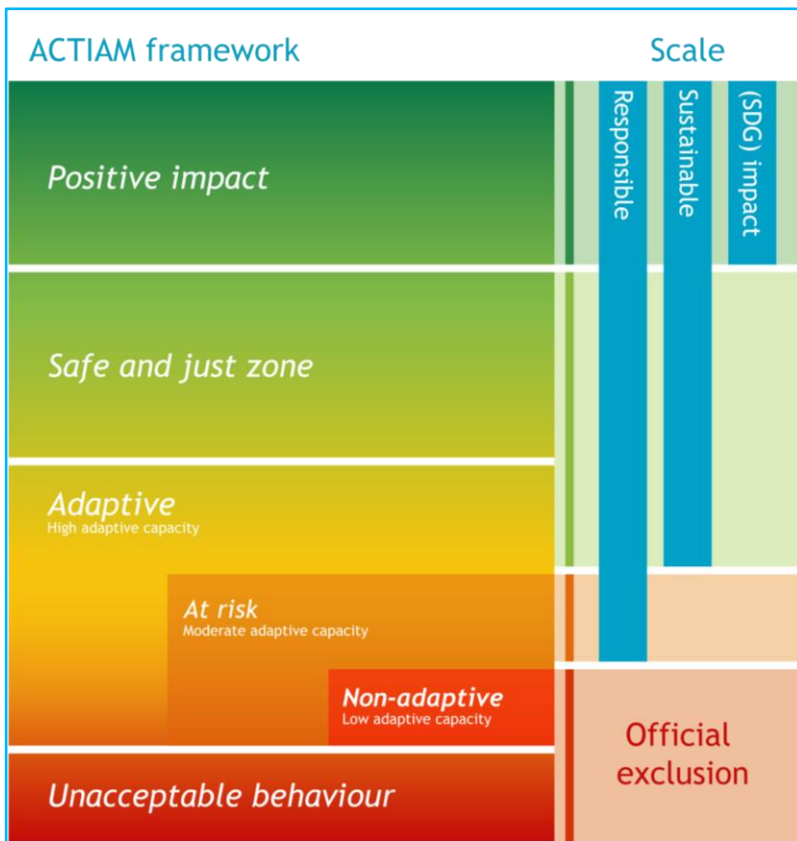 ACTIAM framework
Scale
Responsible
Sustainable
(SDG) impact
Positive impact
Safe and just zone
Adaptive
High adaptive capacity
At risk
Moderate adaptive capacity
Non-adaptive
Low adaptive capacity
Official
exclusion
Unacceptable behaviour